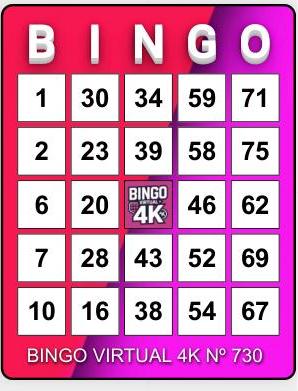 B I N G O
1 30 34 59 71
2 23 39 58 75
6 20 BINGO VIRTUAL 4K 46 62
7 28 43 52 69
10 16 38 54 67
BINGO VIRTUAL 4K Nº 730